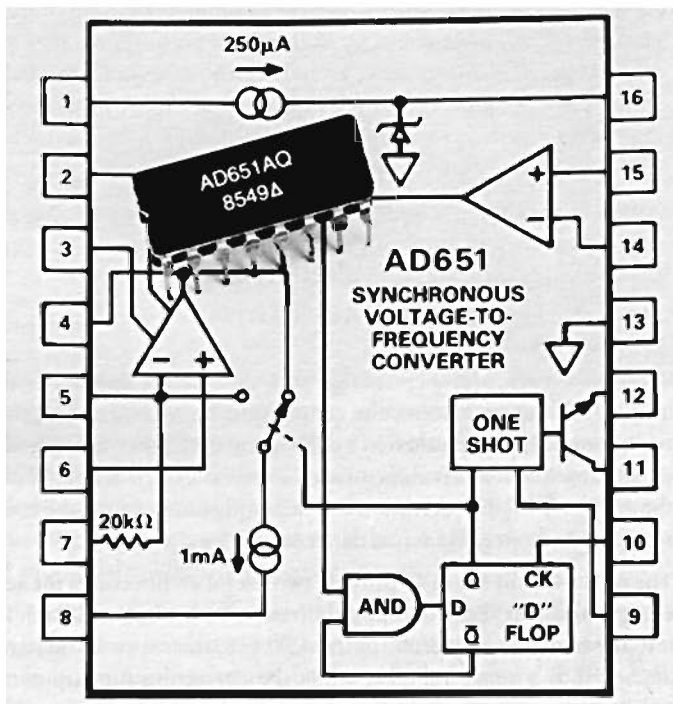 250μA
1
16
2
AD651AQ
8549Δ
15
+
−
3
14
AD651
SYNCHRONOUS
VOLTAGE-TO-
FREQUENCY
CONVERTER
4
13
− +
5
12
ONE
SHOT
6
11
7
20kΩ
10
1mA
Q CK
AND
D "D"
FLOP
Q̅
8
9